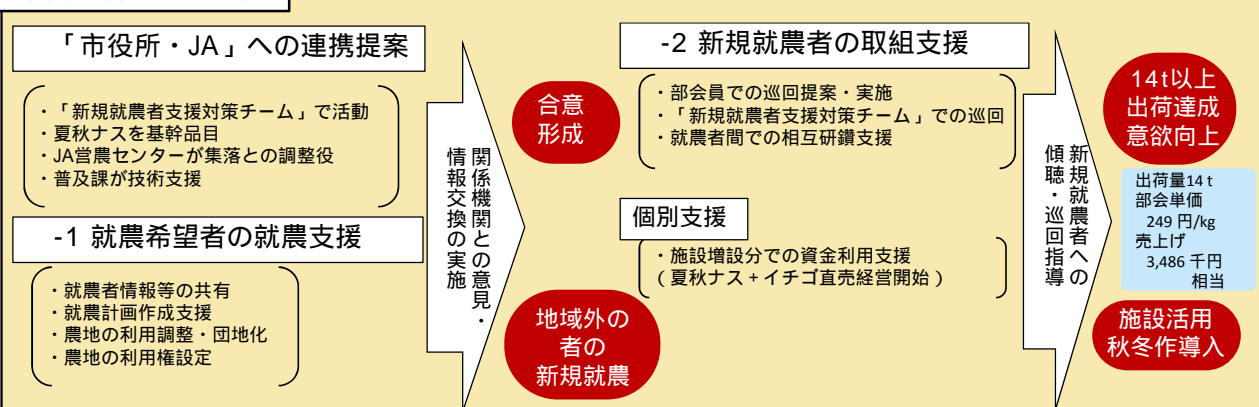 「市役所・JA」への連携提案
・「新規就農者支援対策チーム」で活動
・夏秋ナスを基幹品目
・JA営農センターが集落との調整役
・普及課が技術支援
-1 就農希望者の就農支援
・就農者情報等の共有
・就農計画作成支援
・農地の利用調整・団地化
・農地の利用権設定
関係機関との意見・
情報交換の実施
合意
形成
地域外の
者の
新規就農
-2 新規就農者の取組支援
・部会員での巡回提案・実施
・「新規就農者支援対策チーム」での巡回
・就農者間での相互研鑽支援
個別支援
・施設増設分での資金利用支援
(夏秋ナス+イチゴ直売経営開始)
新規就農者への
傾聴・巡回指導
14t以上
出荷達成
意欲向上
出荷量14 t
部会単価
249 円/kg
売上げ
3,486 千円
相当
施設活用
秋冬作導入